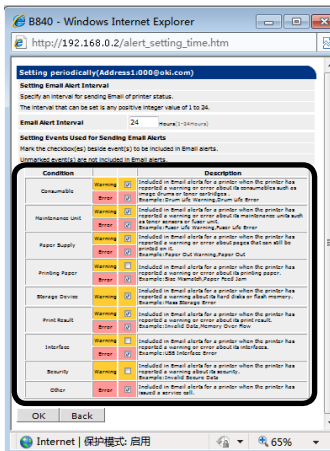 B840 - Windows Internet Explorer
http://192.168.0.2/alert_setting_time.htm
Setting periodically(Address1:000@oki.com)
Setting Email Alert Interval
Specify an interval for sending Email of printer status.
The interval that can be set is any positive integer value of 1 to 24.
Email Alert Interval 24 Hours(1-24Hours)
Setting Events Used for Sending Email Alerts
Mark the checkbox(es) beside event(s) to be included in Email alerts.
Unmarked event(s) are not included in Email alerts.
Condition Description
Consumable Warning Error Included in Email alerts for a printer when the printer has
reported a warning or error about its consumables such as
image drums or toner cartridges.
Example:Drum Life Warning,Drum Life Error
Maintenance Unit Warning Error Included in Email alerts for a printer when the printer has
reported a warning or error about its maintenance units such
as toner sensors or fuser unit.
Example:Fuser Life Warning,Fuser Life Error
Paper Supply Warning Error Included in Email alerts for a printer when the printer has
reported a warning or error about pages that can still be
printed on it.
Example:Paper Out Warning,Paper Out
Printing Paper Warning Error Included in Email alerts for a printer when the printer has
reported a warning or error about its printing paper.
Example:Size Mismatch,Paper Feed Jam
Storage Device Warning Error Included in Email alerts for a printer when the printer has
reported a warning about its hard disks or flash memory.
Example:Mass Storage Error
Print Result Warning Error Included in Email alerts for a printer when the printer has
reported a warning or error about its print result.
Example:Invalid Data,Memory Over Flow
Interface Warning Error Included in Email alerts for a printer when the printer has
reported a warning or error about its interfaces.
Example:USB Interface Error
Security Warning Included in Email alerts for a printer when the printer has
reported a warning about its security.
Example:Invalid Secure Data
Other Error Included in Email alerts for a printer when the printer has
issued a service call.
OK Back
Internet | 保护模式: 启用 65%